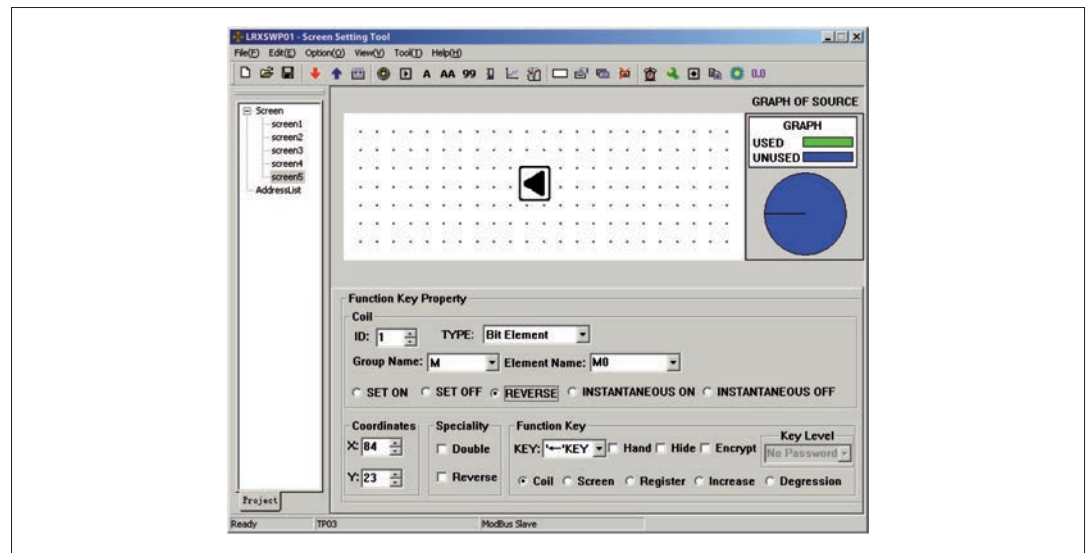 LRXSWP01 - Screen Setting Tool
File(F) Edit(E) Option(O) View(V) Tool(T) Help(H)
A AA 99 0.0
GRAPH OF SOURCE
Screen
screen1
screen2
screen3
screen4
screen5
AddressList
GRAPH
USED
UNUSED
Function Key Property
Coil
ID: 1 TYPE: Bit Element
Group Name: M Element Name: M0
SET ON SET OFF REVERSE INSTANTANEOUS ON INSTANTANEOUS OFF
Coordinates Speciality Function Key
X: 84 Double KEY: '←'KEY Hand Hide Encrypt Key Level No Password
Y: 23 Reverse Coil Screen Register Increase Degression
Project
Ready TP03 ModBus Slave